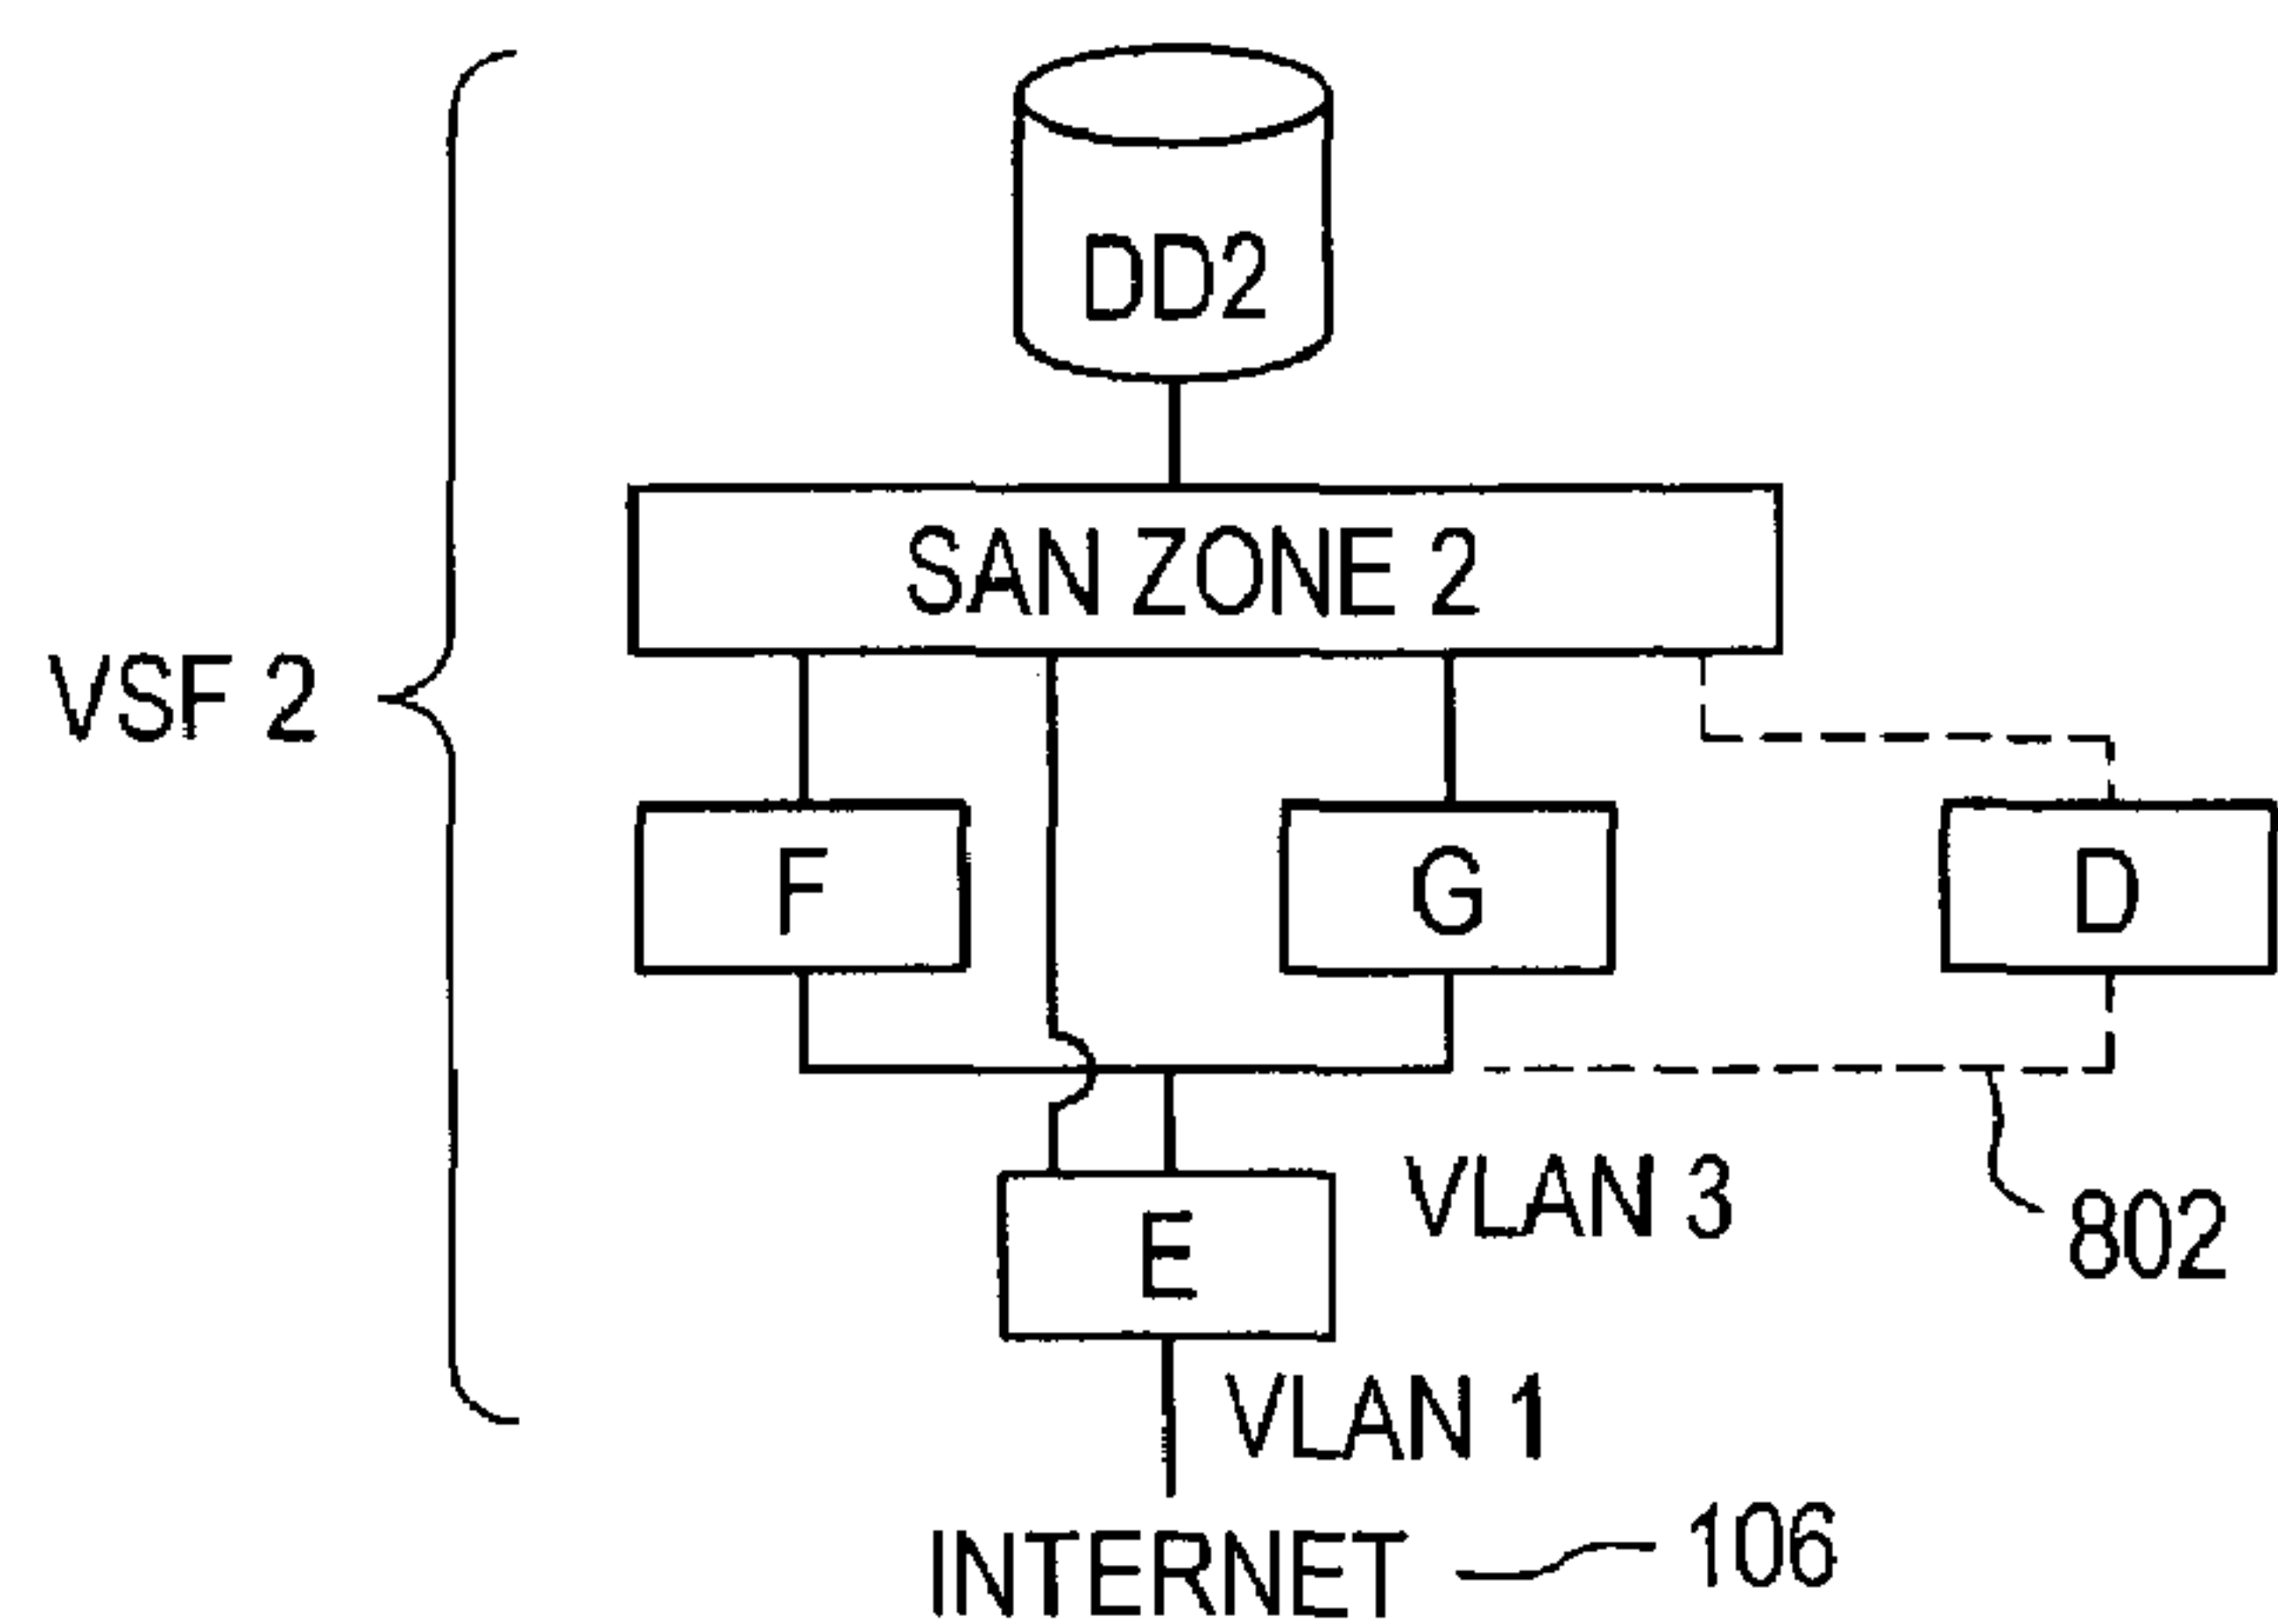 DD2
SAN ZONE 2
VSF 2
F
G
D
VLAN 3
802
E
VLAN 1
INTERNET
106